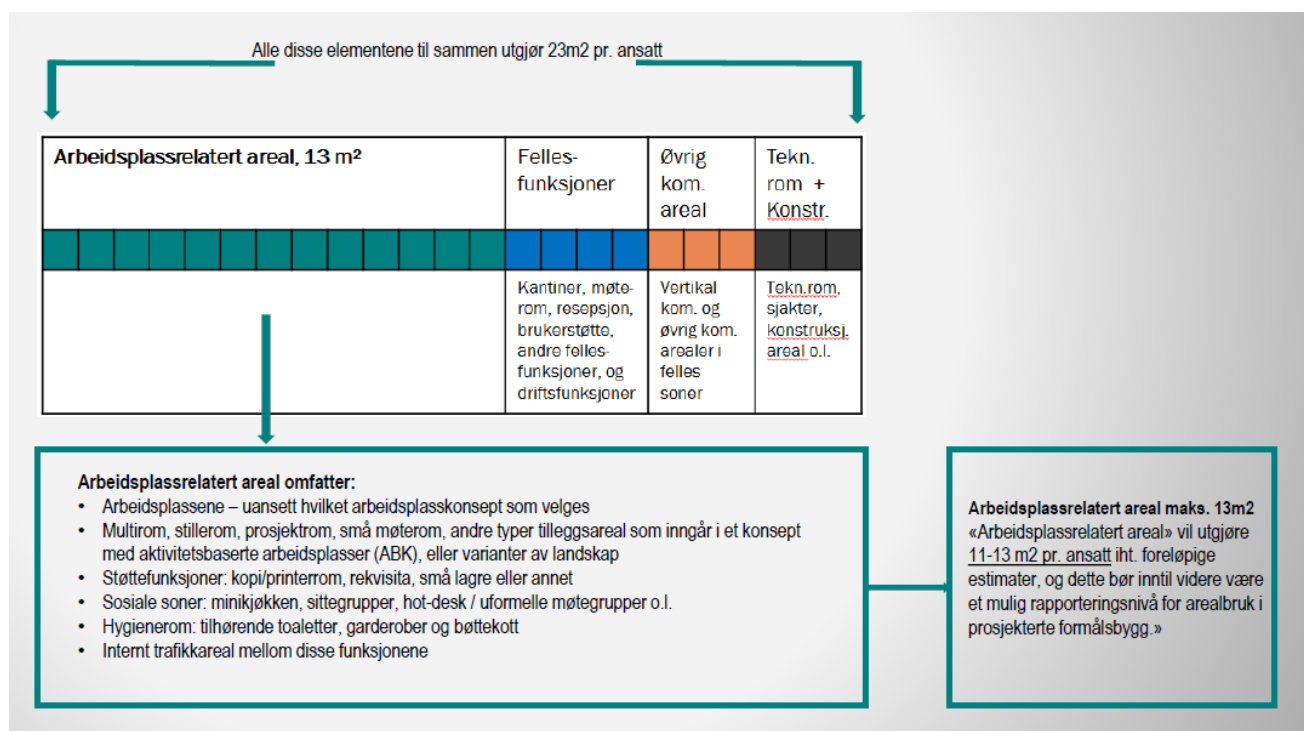 Alle disse elementene til sammen utgjør 23m2 pr. ansatt
Arbeidsplassrelatert areal, 13 m²
Felles-
funksjoner
Øvrig
kom.
areal
Tekn.
rom +
Konstr.
Kantiner, møte-
rom, resepsjon,
brukerstøtte,
andre felles-
funksjoner, og
driftsfunksjoner
Vertikal
kom. og
øvrig kom.
arealer i
felles
soner
Tekn.rom,
sjakter,
konstruksj.
areal o.l.
Arbeidsplassrelatert areal omfatter:
• Arbeidsplassene – uansett hvilket arbeidsplasskonsept som velges
• Multirom, stillerom, prosjektrom, små møterom, andre typer tilleggsareal som inngår i et konsept
med aktivitetsbaserte arbeidsplasser (ABK), eller varianter av landskap
• Støttefunksjoner: kopi/printerrom, rekvisita, små lagre eller annet
• Sosiale soner: minikjøkken, sittegrupper, hot-desk / uformelle møtegrupper o.l.
• Hygienerom: tilhørende toaletter, garderober og bøttekott
• Internt trafikkareal mellom disse funksjonene
Arbeidsplassrelatert areal maks. 13m2
«Arbeidsplassrelatert areal» vil utgjøre
11-13 m2 pr. ansatt iht. foreløpige
estimater, og dette bør inntil videre være
et mulig rapporteringsnivå for arealbruk i
prosjekterte formålsbygg.»